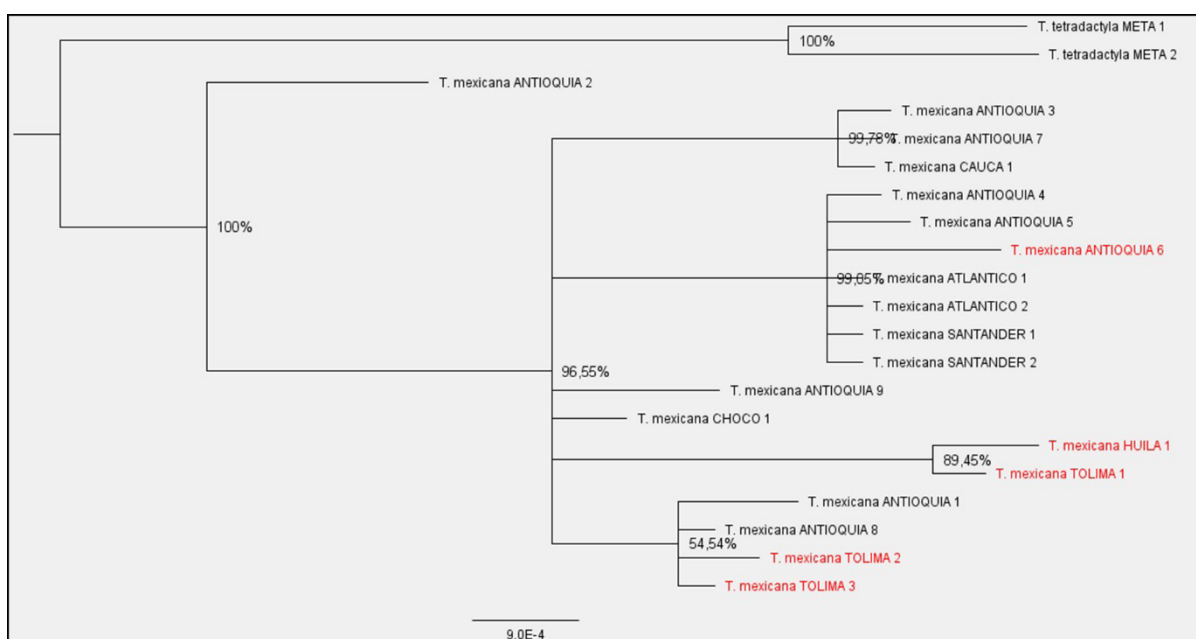 T. tetradactyla META 1
100%
T. tetradactyla META 2
T. mexicana ANTIOQUIA 2
T. mexicana ANTIOQUIA 3
99,78%
T. mexicana ANTIOQUIA 7
T. mexicana CAUCA 1
T. mexicana ANTIOQUIA 4
T. mexicana ANTIOQUIA 5
100%
T. mexicana ANTIOQUIA 6
99,05%
T. mexicana ATLANTICO 1
T. mexicana ATLANTICO 2
T. mexicana SANTANDER 1
T. mexicana SANTANDER 2
96,55%
T. mexicana ANTIOQUIA 9
T. mexicana CHOCO 1
T. mexicana HUILA 1
89,45%
T. mexicana TOLIMA 1
T. mexicana ANTIOQUIA 1
T. mexicana ANTIOQUIA 8
54,54%
T. mexicana TOLIMA 2
T. mexicana TOLIMA 3
9.0E-4